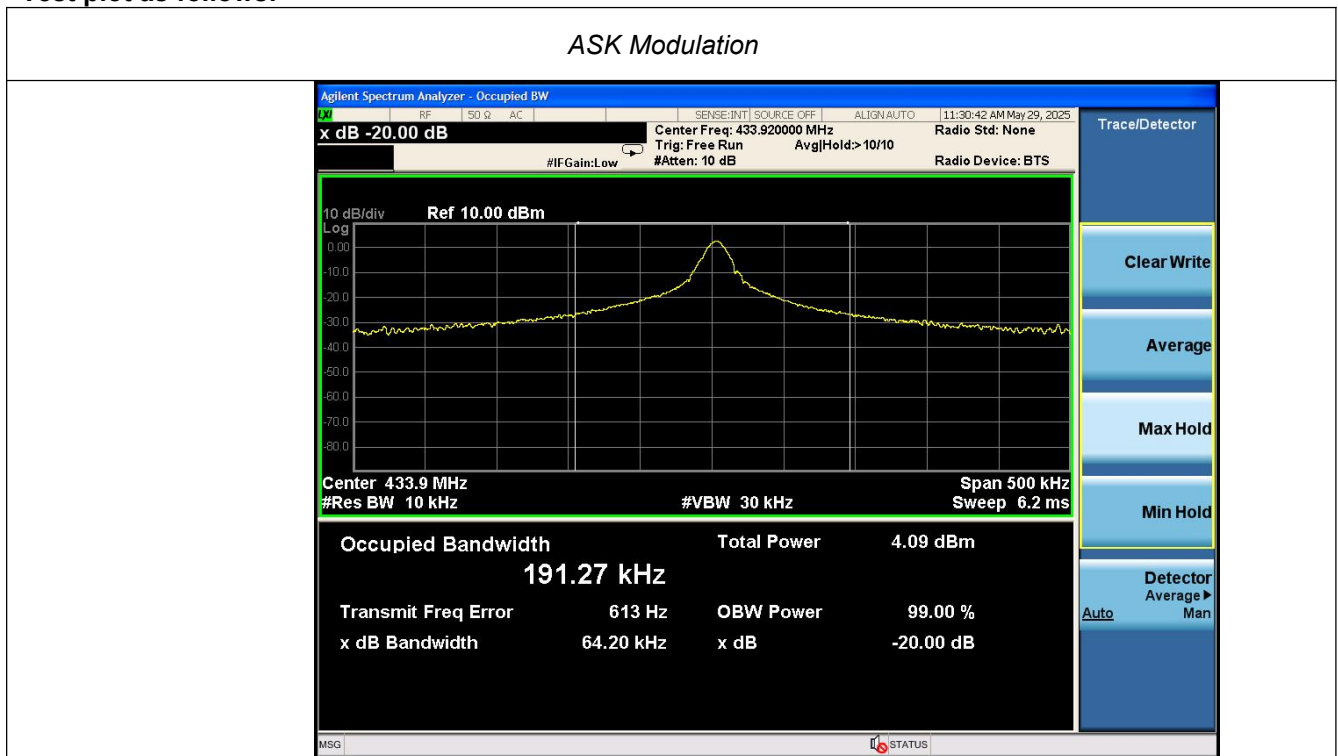 Test plot as follows:
ASK Modulation
Agilent Spectrum Analyzer - Occupied BW
LXI RF 50 Ω AC SENSE:INT SOURCE OFF ALIGN AUTO 11:30:42 AM May 29, 2025
x dB -20.00 dB
Center Freq: 433.920000 MHz
Radio Std: None
Trig: Free Run Avg|Hold:> 10/10
#IFGain:Low #Atten: 10 dB
Radio Device: BTS
10 dB/div Ref 10.00 dBm
Log
0.00
-10.0
-20.0
-30.0
-40.0
-50.0
-60.0
-70.0
-80.0
Center 433.9 MHz Span 500 kHz
#Res BW 10 kHz #VBW 30 kHz Sweep 6.2 ms
Occupied Bandwidth Total Power 4.09 dBm
191.27 kHz
Transmit Freq Error 613 Hz OBW Power 99.00 %
x dB Bandwidth 64.20 kHz x dB -20.00 dB
MSG STATUS
Trace/Detector
Clear Write
Average
Max Hold
Min Hold
Detector
Average
Auto Man